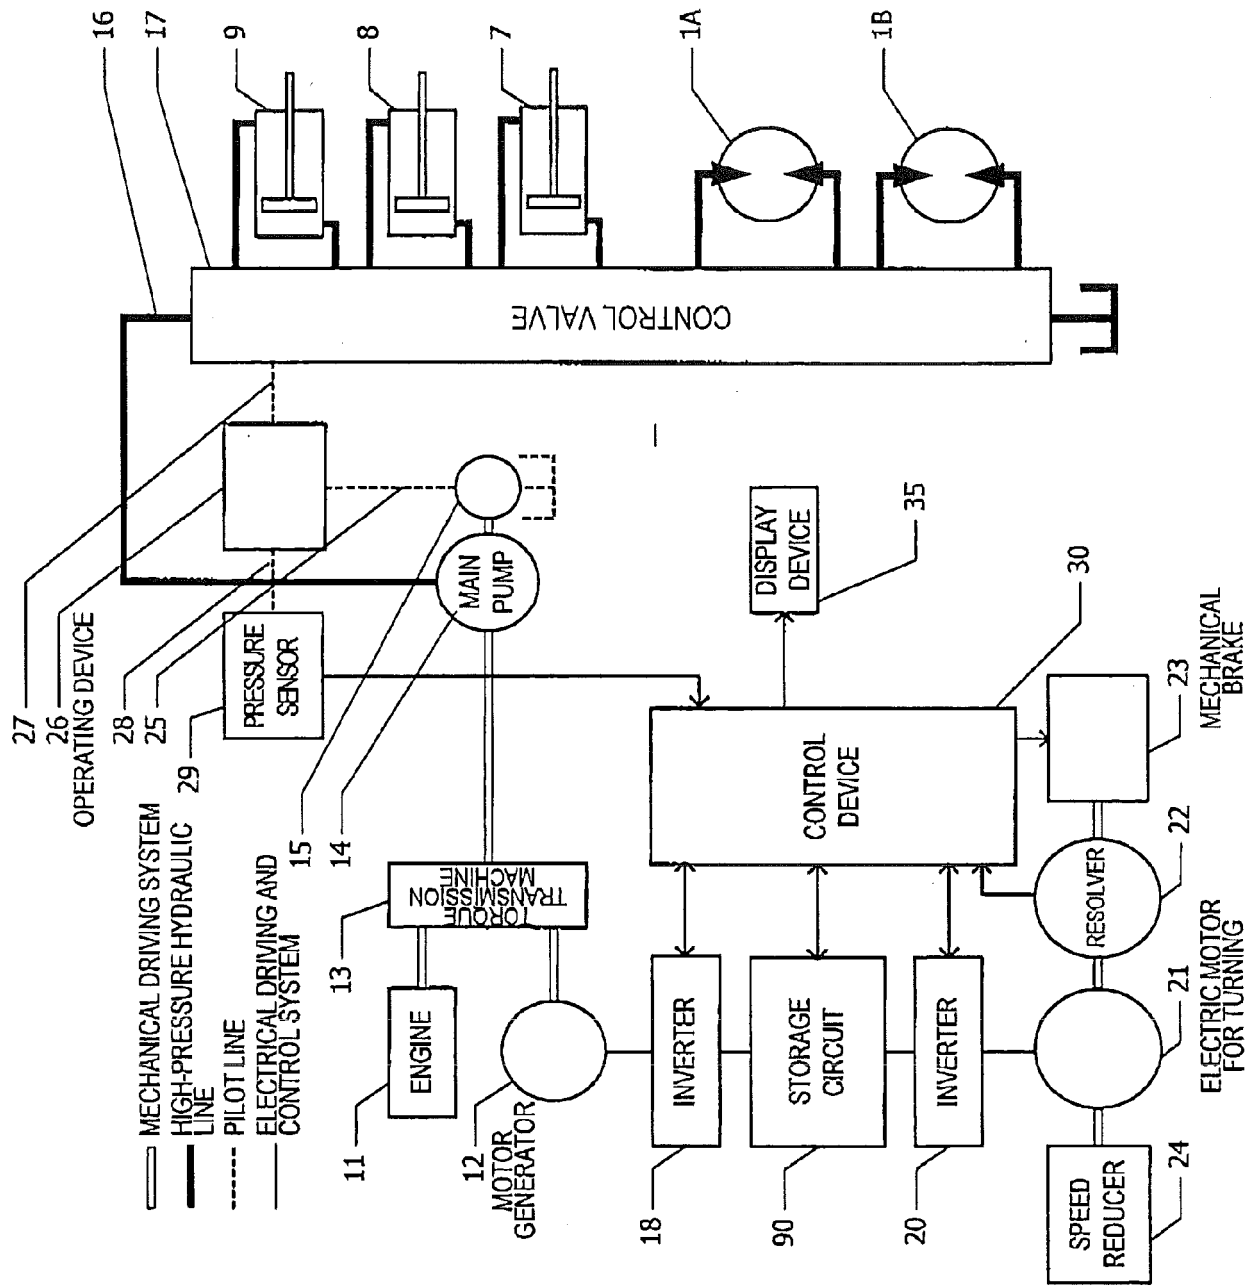 MECHANICAL DRIVING SYSTEM
HIGH-PRESSURE HYDRAULIC
LINE
PILOT LINE
ELECTRICAL DRIVING AND
CONTROL SYSTEM
27
26
OPERATING DEVICE
28
25
29
PRESSURE
SENSOR
16
17
9
8
7
1A
1B
CONTROL VALVE
15
14
MAIN
PUMP
13
TORQUE
TRANSMISSION
MACHINE
11
ENGINE
12
MOTOR
GENERATOR
18
INVERTER
90
STORAGE
CIRCUIT
20
INVERTER
CONTROL
DEVICE
30
DISPLAY
DEVICE
35
SPEED
REDUCER
24
21
ELECTRIC MOTOR
FOR TURNING
RESOLVER
22
23
MECHANICAL
BRAKE